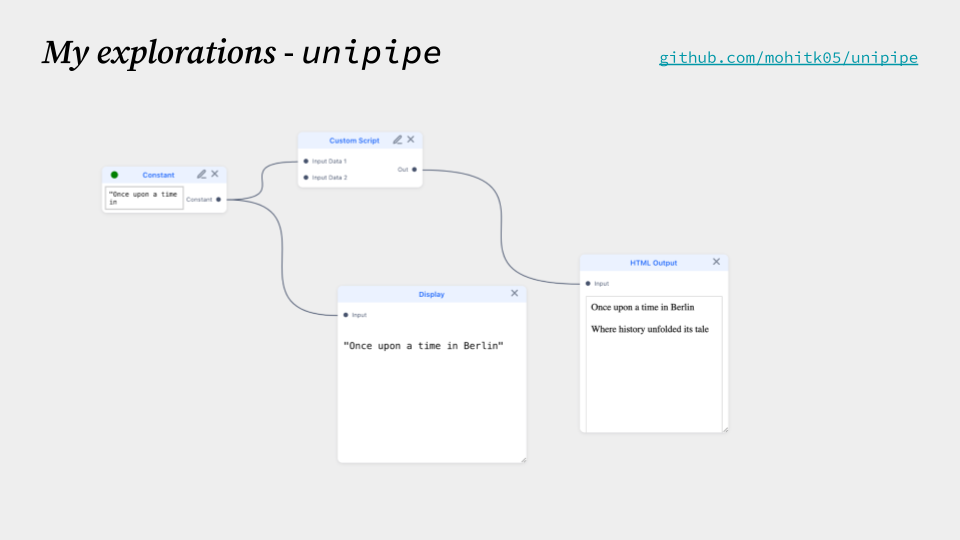 My explorations - unipipe
github.com/mohitk05/unipipe
Custom Script
Input Data 1
Input Data 2
Out
Constant
"Once upon a time
in
Constant
HTML Output
Input
Once upon a time in Berlin
Where history unfolded its tale
Display
Input
"Once upon a time in Berlin"